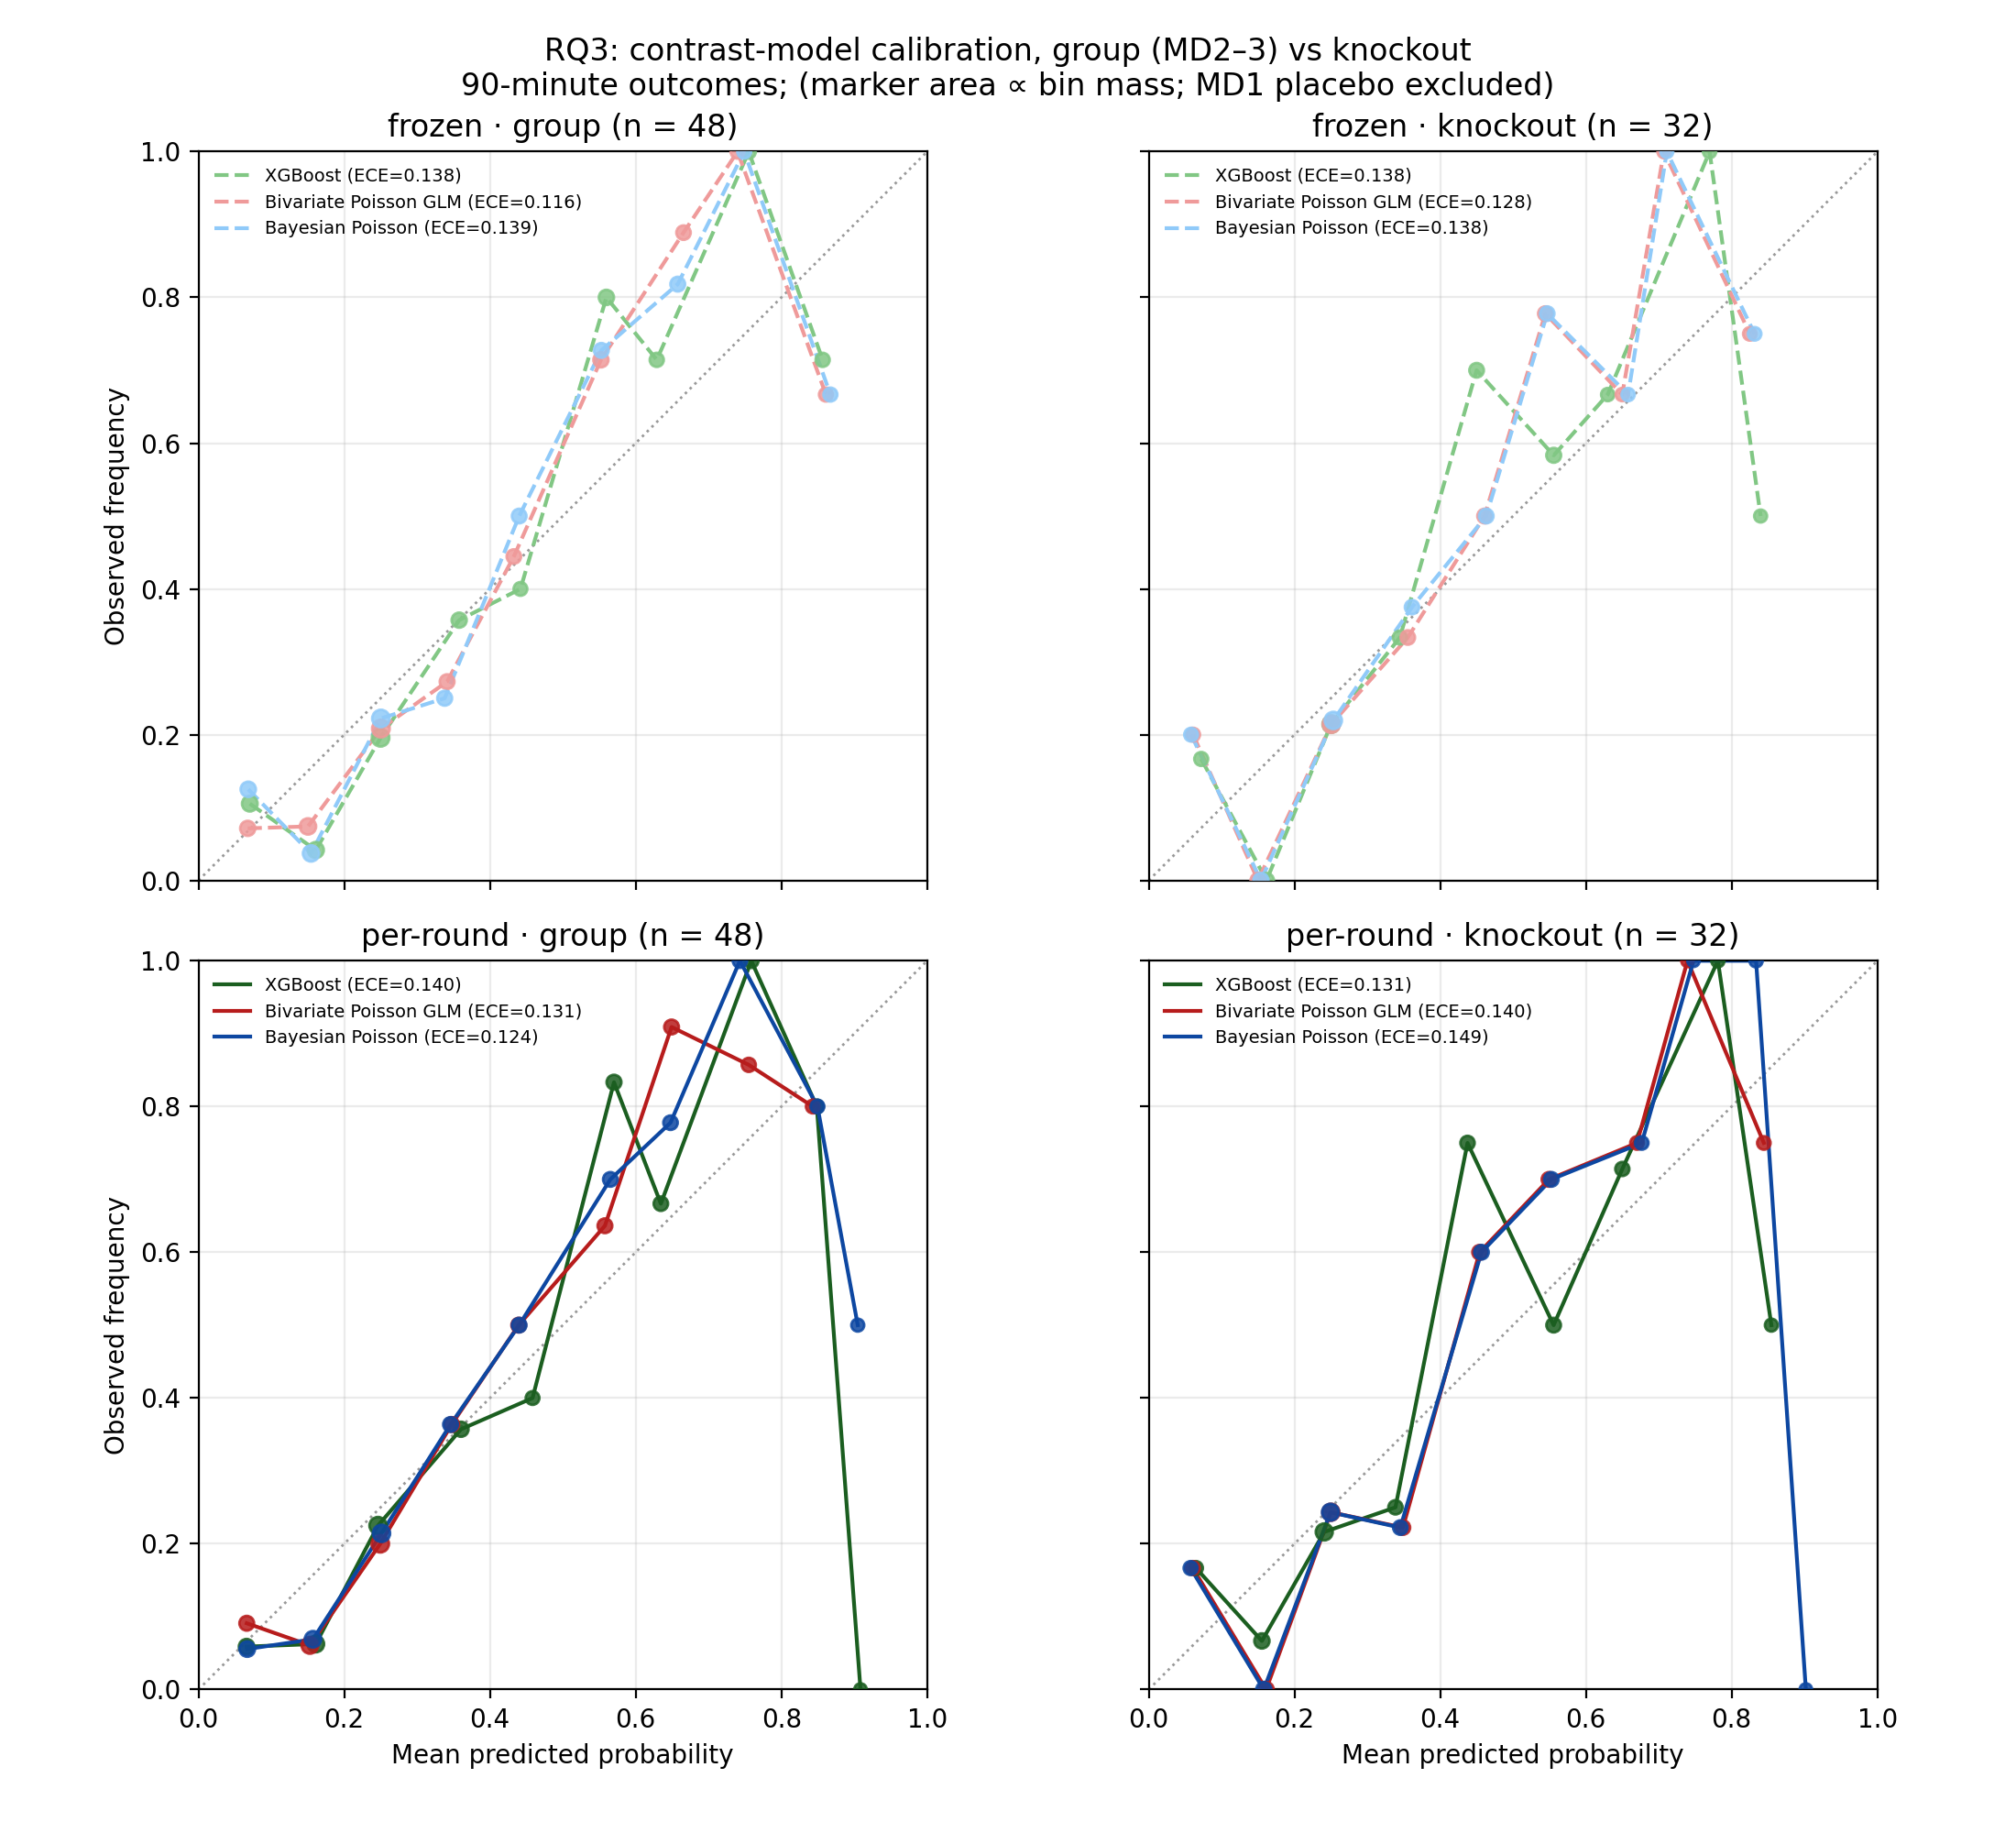 RQ3: contrast-model calibration, group (MD2–3) vs knockout
90-minute outcomes; (marker area ∝ bin mass; MD1 placebo excluded)
frozen · group (n = 48)
XGBoost (ECE=0.138)
Bivariate Poisson GLM (ECE=0.116)
Bayesian Poisson (ECE=0.139)
1.0
0.8
0.6
0.4
0.2
0.0
Observed frequency
frozen · knockout (n = 32)
XGBoost (ECE=0.138)
Bivariate Poisson GLM (ECE=0.128)
Bayesian Poisson (ECE=0.138)
per-round · group (n = 48)
XGBoost (ECE=0.140)
Bivariate Poisson GLM (ECE=0.131)
Bayesian Poisson (ECE=0.124)
1.0
0.8
0.6
0.4
0.2
0.0
Observed frequency
0.0 0.2 0.4 0.6 0.8 1.0
Mean predicted probability
per-round · knockout (n = 32)
XGBoost (ECE=0.131)
Bivariate Poisson GLM (ECE=0.140)
Bayesian Poisson (ECE=0.149)
0.0 0.2 0.4 0.6 0.8 1.0
Mean predicted probability